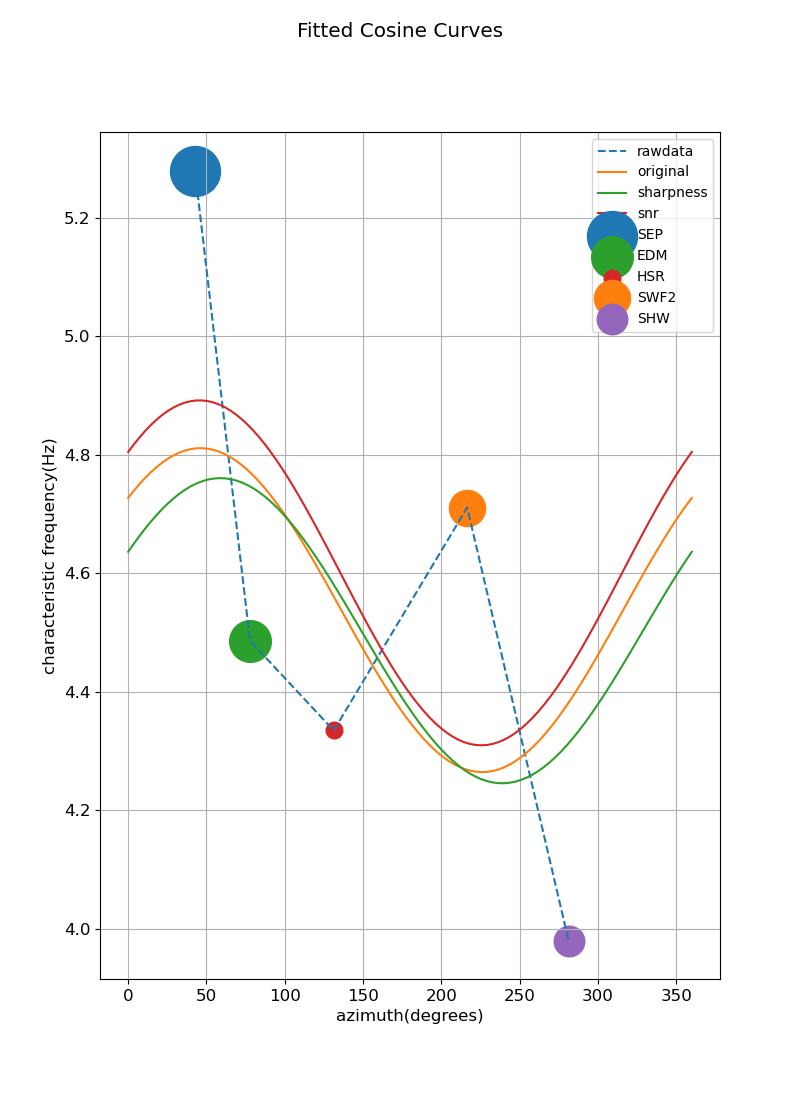 Fitted Cosine Curves
rawdata
original
sharpness
snr
SEP
EDM
HSR
SWF2
SHW
5.2
5.0
4.8
4.6
4.4
4.2
4.0
characteristic frequency(Hz)
0 50 100 150 200 250 300 350
azimuth(degrees)